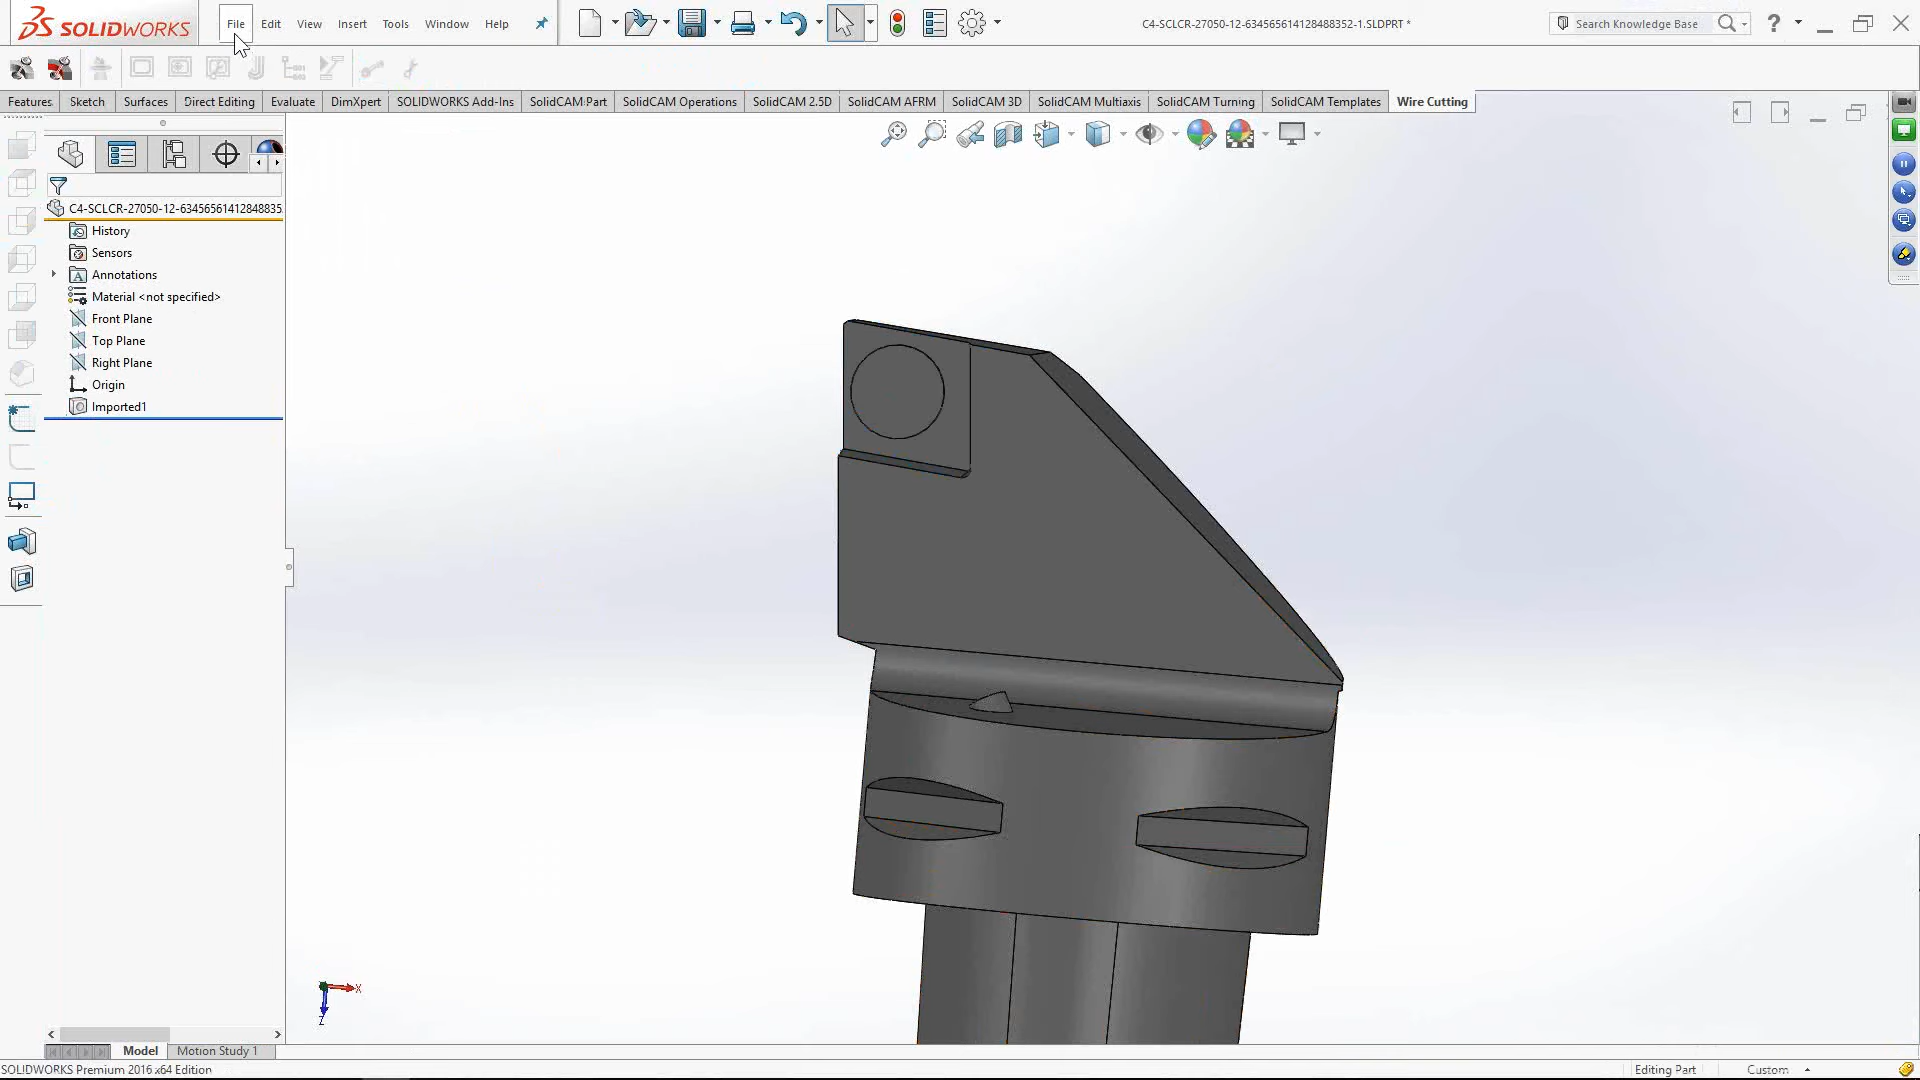 SOLIDWORKS File Edit View Insert Tools Window Help C4-SCLCR-27050-12-634565614128488352-1.SLDPRT * Search Knowledge Base ?
Features Sketch Surfaces Direct Editing Evaluate DimXpert SOLIDWORKS Add-Ins SolidCAM Part SolidCAM Operations SolidCAM 2.5D SolidCAM AFRM SolidCAM 3D SolidCAM Multiaxis SolidCAM Turning SolidCAM Templates Wire Cutting
C4-SCLCR-27050-12-63456561412848835
History
Sensors
A Annotations
Material <not specified>
Front Plane
Top Plane
Right Plane
Origin
Imported1
X
Z
Model Motion Study 1
SOLIDWORKS Premium 2016 x64 Edition Editing Part Custom